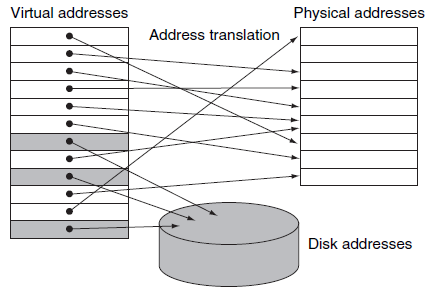 Virtual addresses
Address translation
Physical addresses
Disk addresses